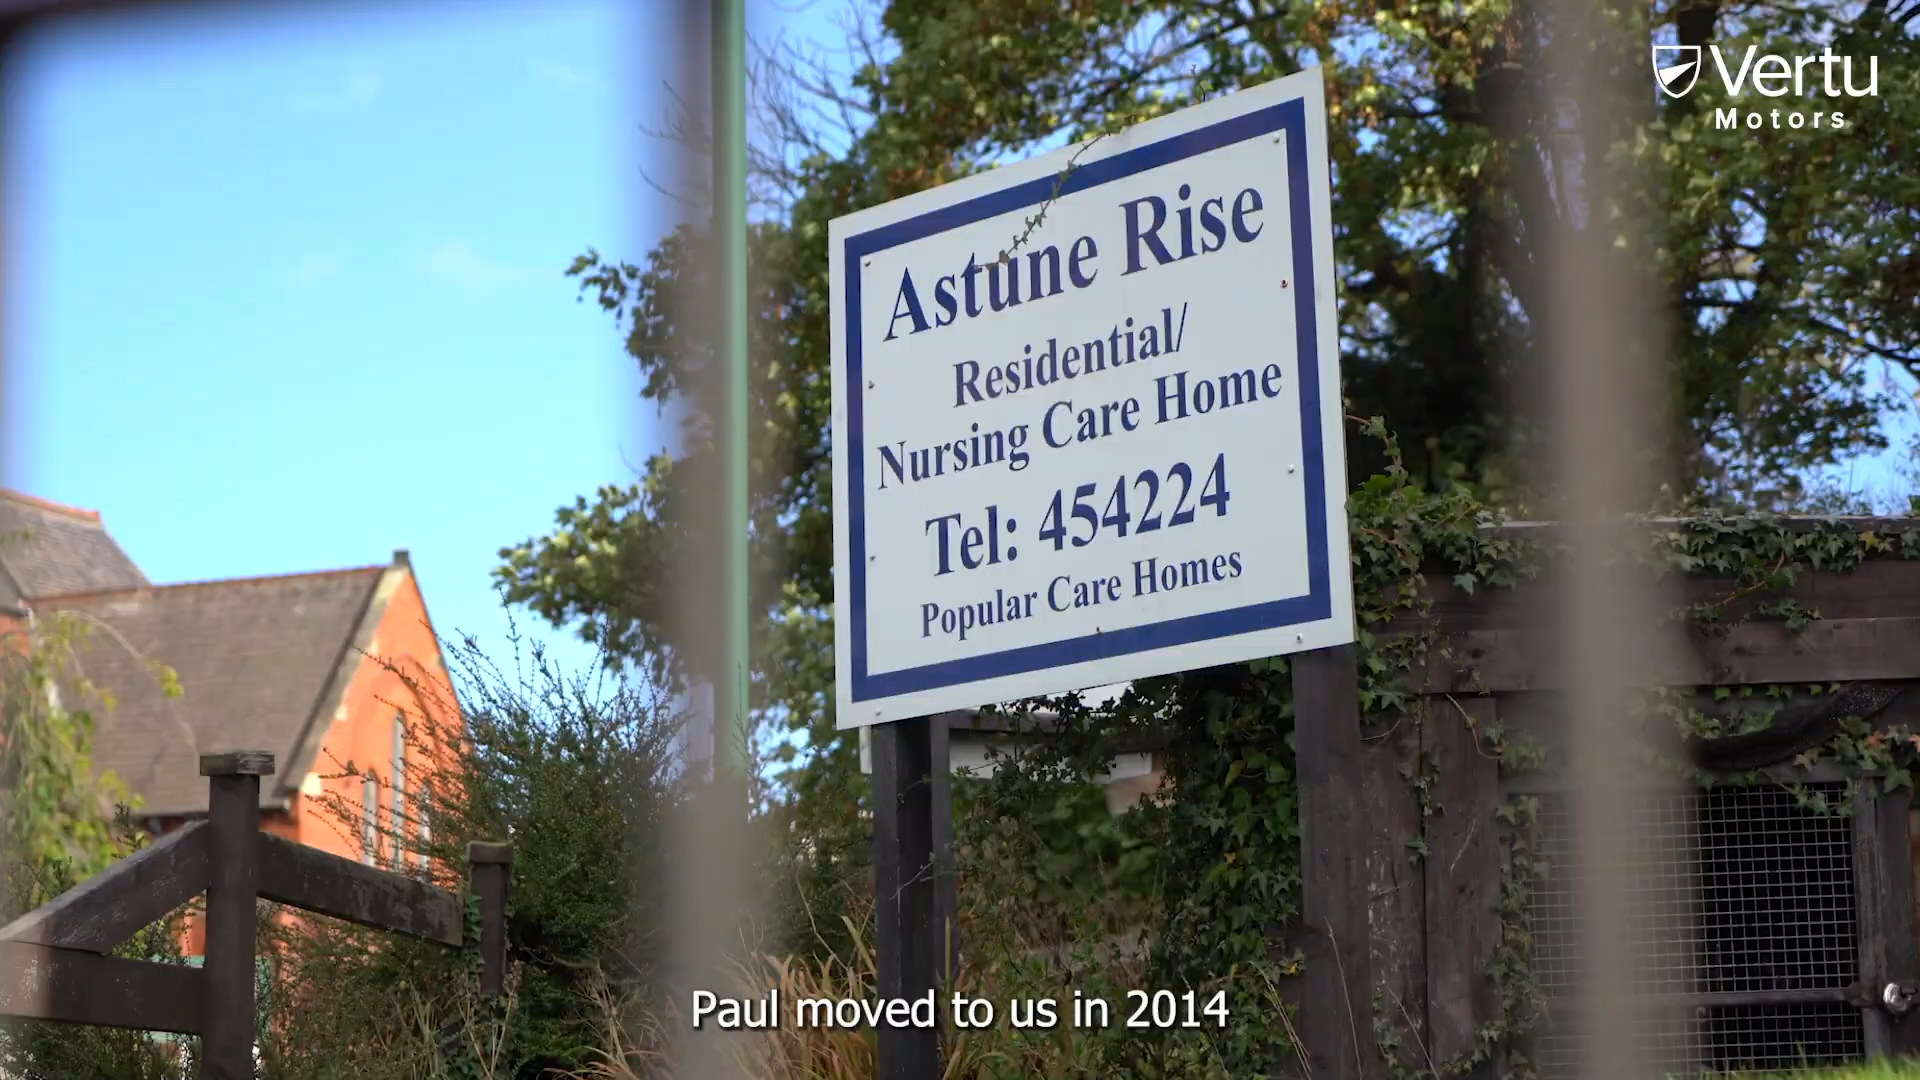 Vertu
Motors
Astune Rise
Residential/
Nursing Care Home
Tel: 454224
Popular Care Homes
Paul moved to us in 2014